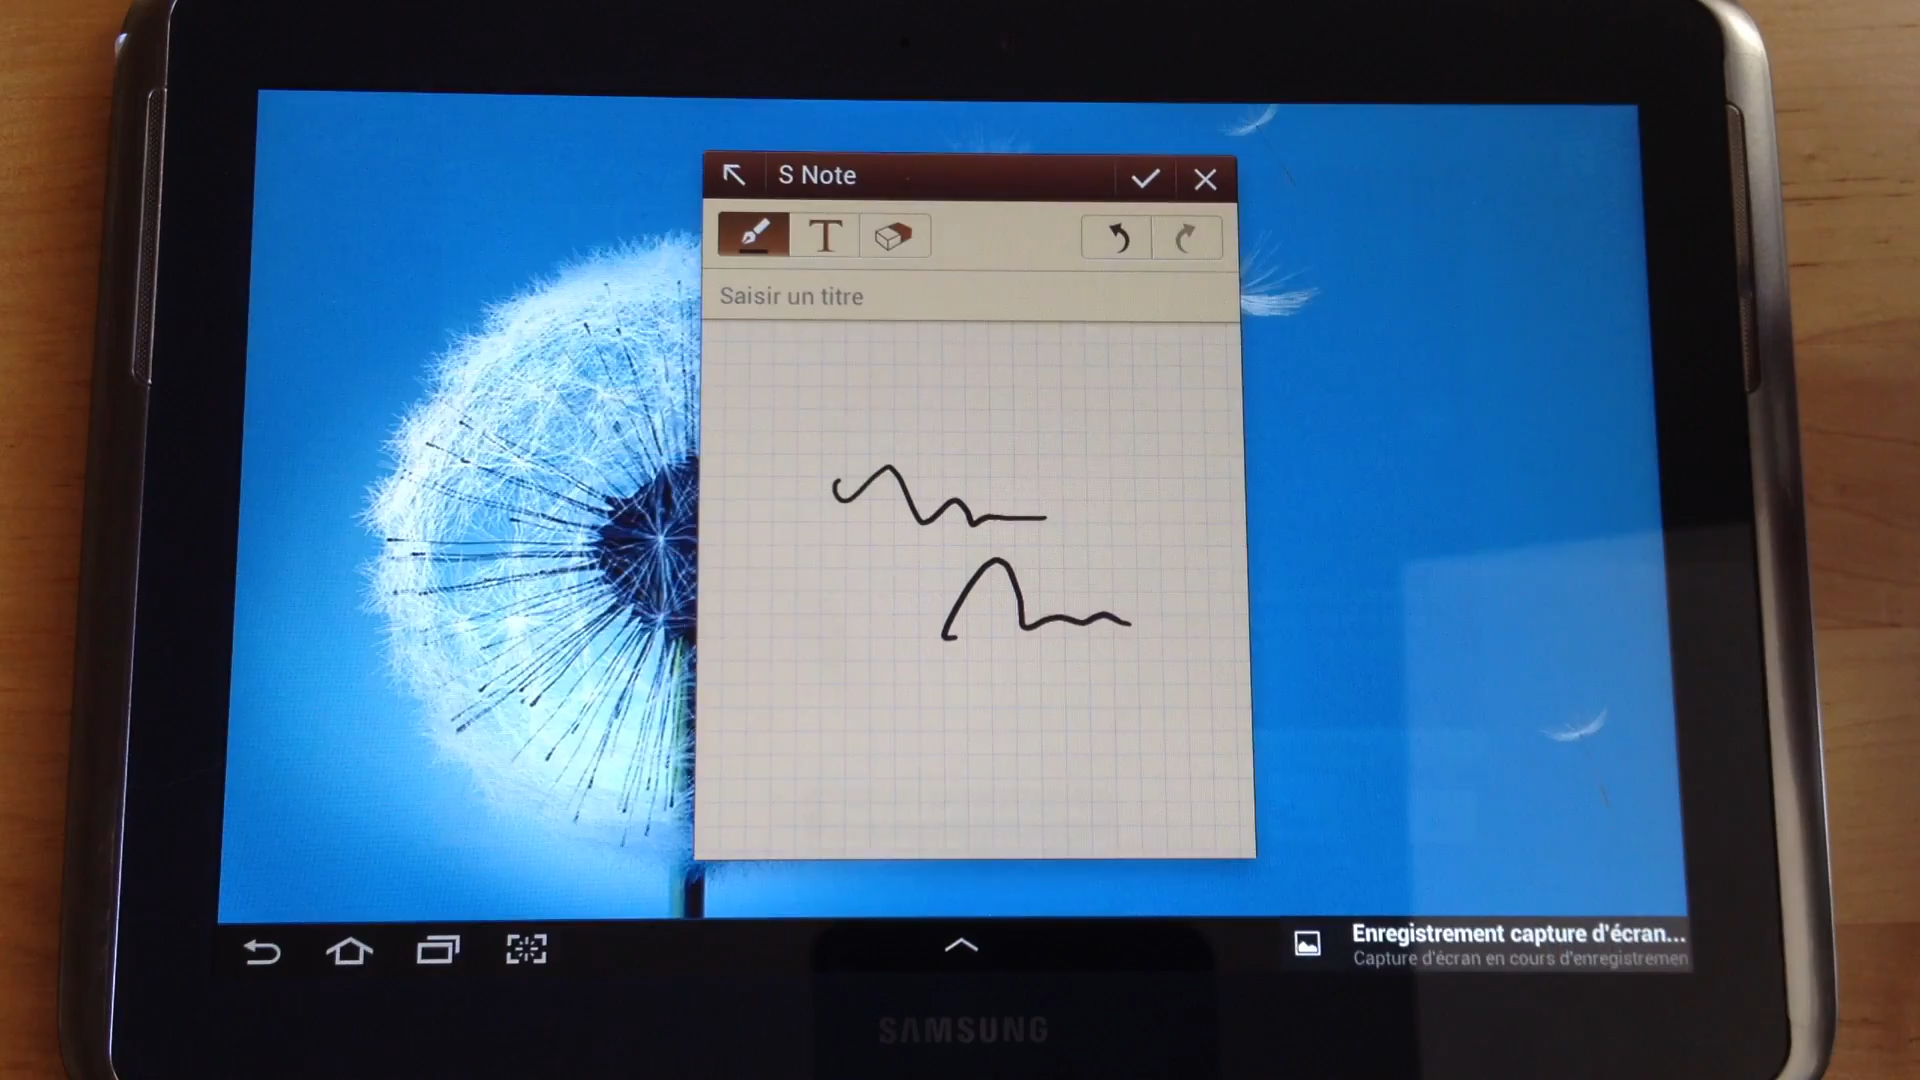 S Note
T
Saisir un titre
Enregistrement capture d'écran...
Capture d'écran en cours d'enregistremen
SAMSUNG